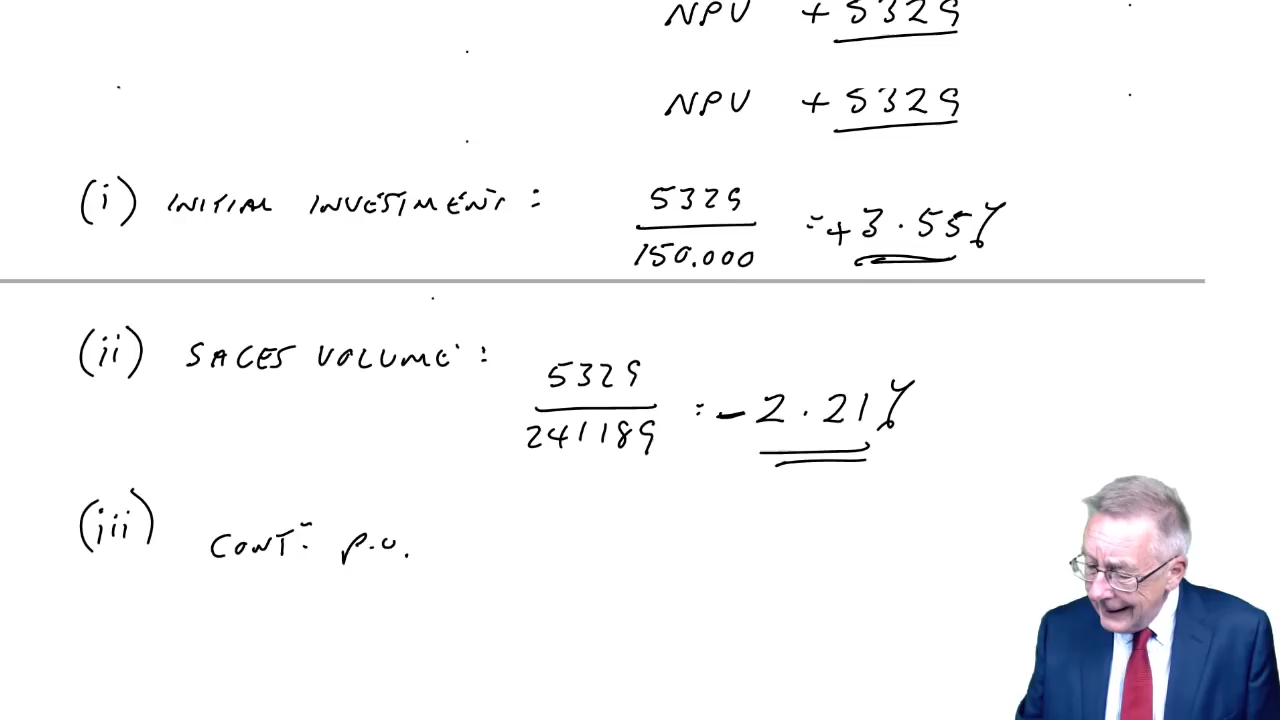 NPV +5329
NPV +5329
(i) INITIAL INVESTMENT: 5329 / 150.000 = +3.55%
(ii) SALES VOLUME: 5329 / 241189 = -2.21%
(iii) CONT: p.u.